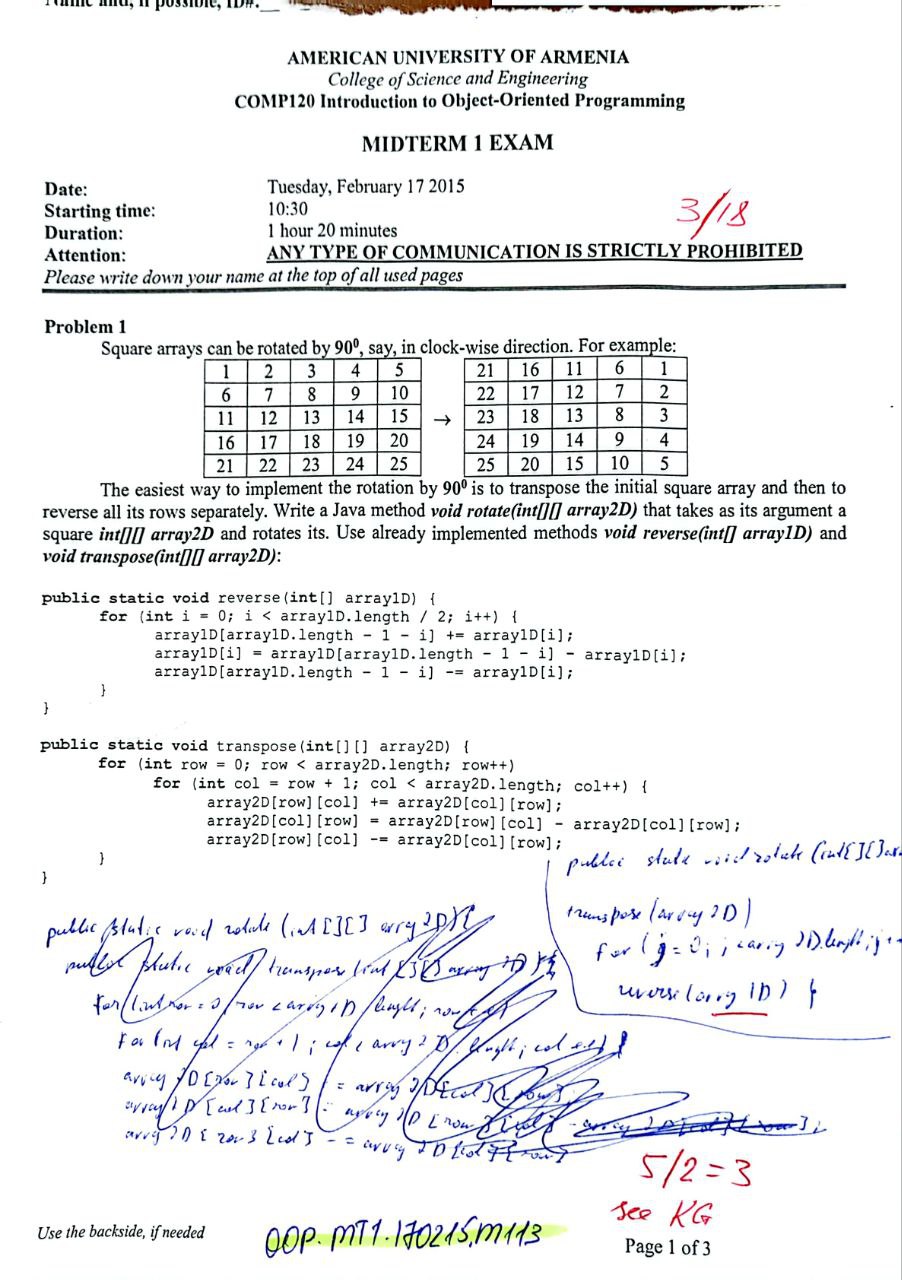 Name and, if possible, ID#.
AMERICAN UNIVERSITY OF ARMENIA
College of Science and Engineering
COMP120 Introduction to Object-Oriented Programming
MIDTERM 1 EXAM
Date: Tuesday, February 17 2015
Starting time: 10:30
3/18
Duration: 1 hour 20 minutes
Attention: ANY TYPE OF COMMUNICATION IS STRICTLY PROHIBITED
Please write down your name at the top of all used pages
Problem 1
Square arrays can be rotated by 90⁰, say, in clock-wise direction. For example:
1 2 3 4 5 21 16 11 6 1
6 7 8 9 10 22 17 12 7 2
11 12 13 14 15 → 23 18 13 8 3
16 17 18 19 20 24 19 14 9 4
21 22 23 24 25 25 20 15 10 5
The easiest way to implement the rotation by 90⁰ is to transpose the initial square array and then to
reverse all its rows separately. Write a Java method void rotate(int[][] array2D) that takes as its argument a
square int[][] array2D and rotates its. Use already implemented methods void reverse(int[] array1D) and
void transpose(int[][] array2D):
public static void reverse(int[] array1D) {
for (int i = 0; i < array1D.length / 2; i++) {
array1D[array1D.length - 1 - i] += array1D[i];
array1D[i] = array1D[array1D.length - 1 - i] - array1D[i];
array1D[array1D.length - 1 - i] -= array1D[i];
}
}
public static void transpose(int[][] array2D) {
for (int row = 0; row < array2D.length; row++)
for (int col = row + 1; col < array2D.length; col++) {
array2D[row][col] += array2D[col][row];
array2D[col][row] = array2D[row][col] - array2D[col][row];
array2D[row][col] -= array2D[col][row];
}
}
public static void rotate (int[][]
transpose (array 2D)
for (j = 0;
reverse (array 1D) }
public static void rotate (int [][] array 2D) {
public static void transpose (int [][] array 2D) {
for (int row = 0; row < array 2D length; row
for (int col = row + 1; col < array 2D. length; col
array 2D [row] [col] = array 2D [col] [row]
array 2D [col] [row] = array 2D [row] [col] - array 2D [col] [row];
array 2D [row] [col] - = array 2D [col] [row]
5/2 = 3
see KG
Use the backside, if needed
OOP. MT1. 170215, M113
Page 1 of 3